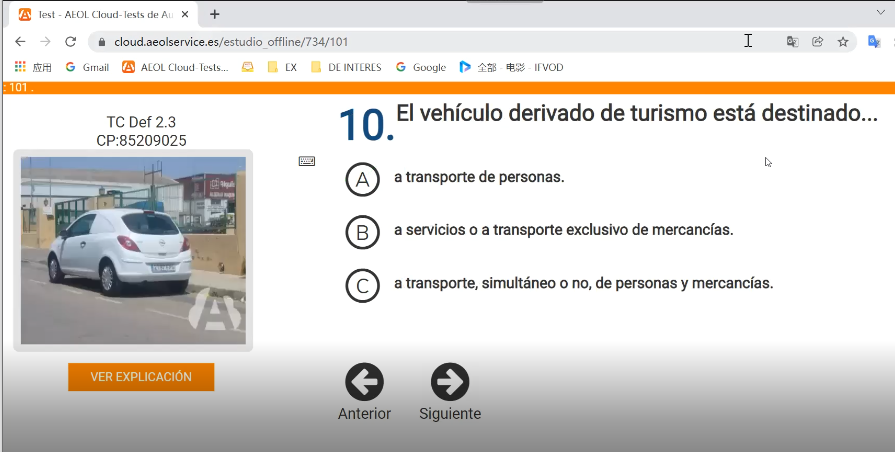 Test - AEOL Cloud-Tests de Au
cloud.aeolservice.es/estudio_offline/734/101
应用
Gmail
AEOL Cloud-Tests...
EX
DE INTERES
Google
全部 - 电影 - IFVOD
: 101 .
TC Def 2.3
CP:85209025
VER EXPLICACIÓN
10. El vehículo derivado de turismo está destinado...
A a transporte de personas.
B a servicios o a transporte exclusivo de mercancías.
C a transporte, simultáneo o no, de personas y mercancías.
Anterior
Siguiente